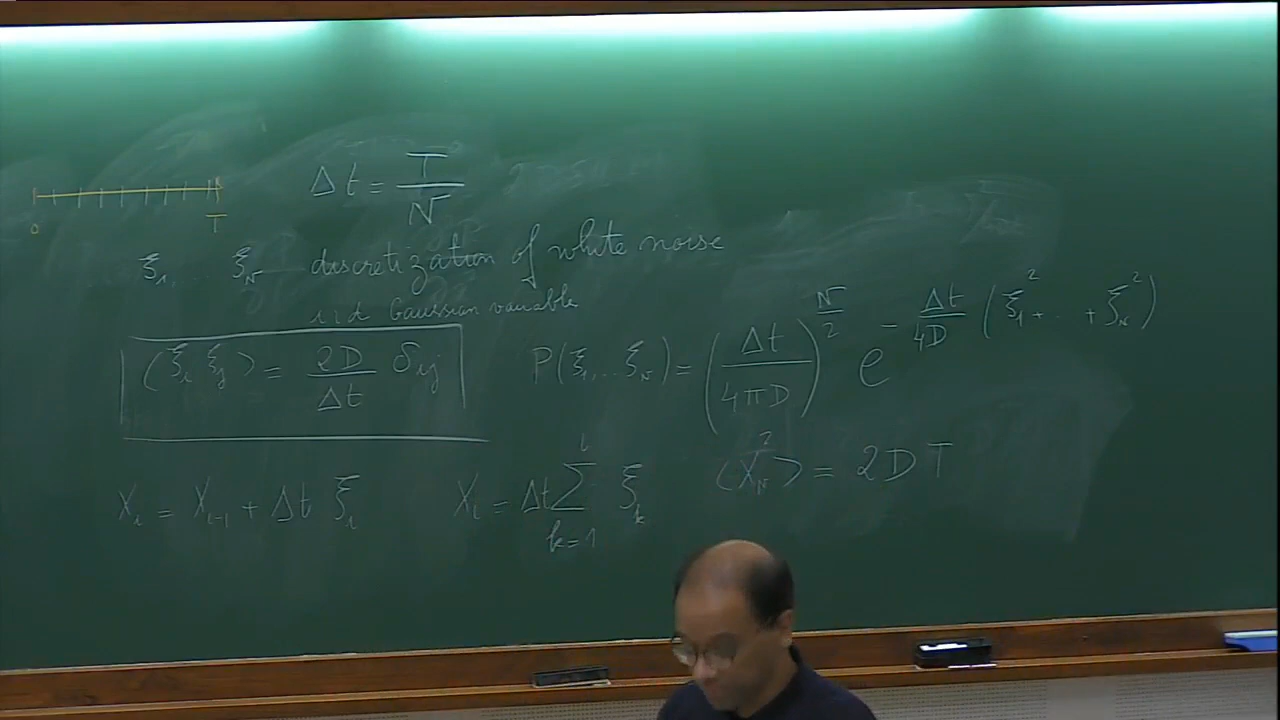 Δt = T/N
0 T
ξ₁, .. ξ_N discretization of white noise
i.i.d Gaussian variable
⟨ξ_i ξ_j⟩ = 2D/Δt δ_ij
P(ξ₁, .. ξ_N) = (Δt/4πD)^{N/2} e^{-Δt/4D (ξ₁² + .. + ξ_N²)}
X_i = X_{i-1} + Δt ξ_i X_i = Δt ∑_{k=1}^{i} ξ_k ⟨X_N²⟩ = 2DT